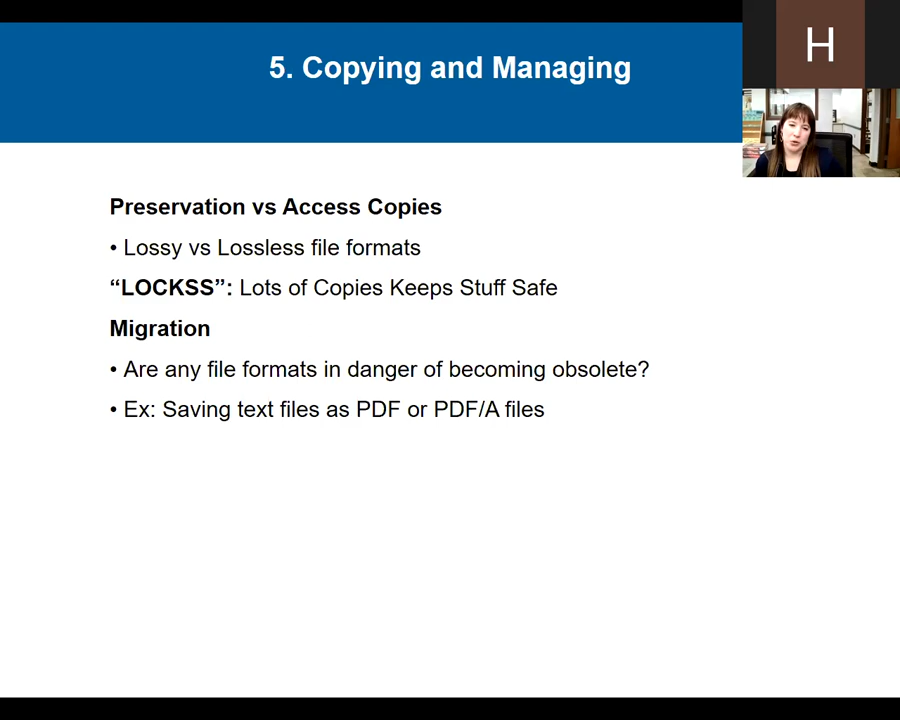 5. Copying and Managing
H
Preservation vs Access Copies
• Lossy vs Lossless file formats
“LOCKSS”: Lots of Copies Keeps Stuff Safe
Migration
• Are any file formats in danger of becoming obsolete?
• Ex: Saving text files as PDF or PDF/A files